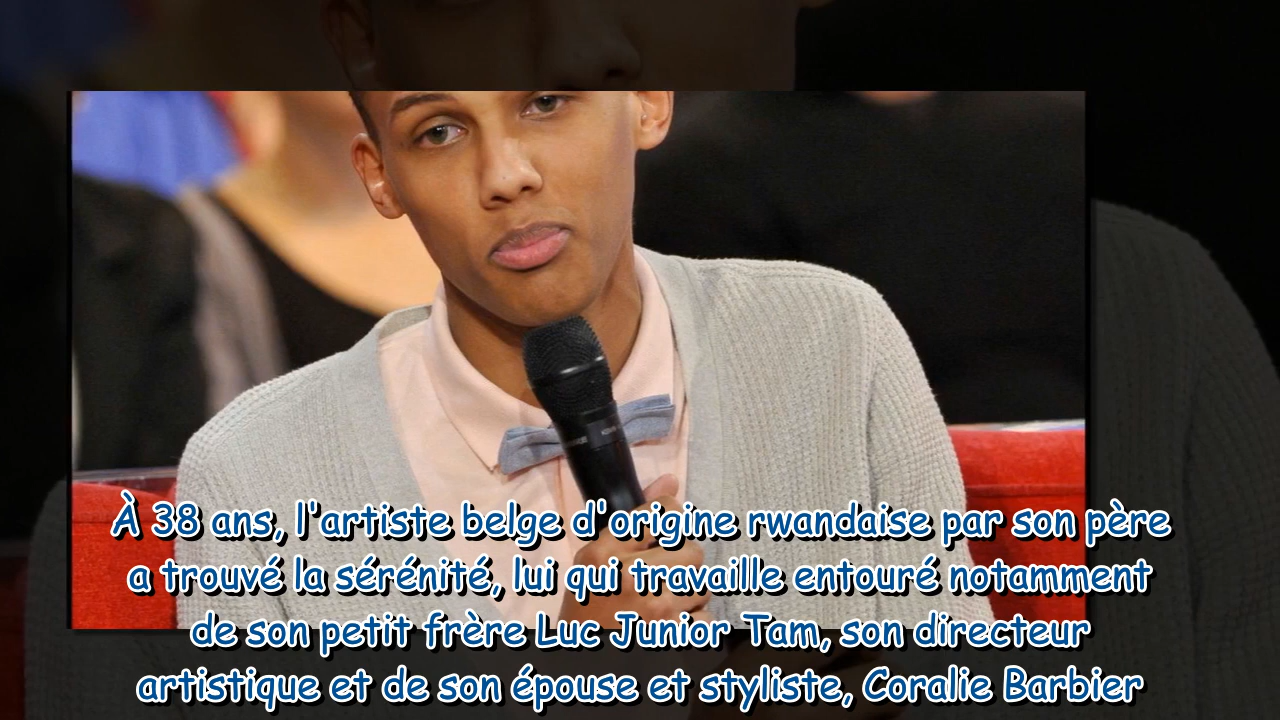 À 38 ans, l'artiste belge d'origine rwandaise par son père
a trouvé la sérénité, lui qui travaille entouré notamment
de son petit frère Luc Junior Tam, son directeur
artistique et de son épouse et styliste, Coralie Barbier